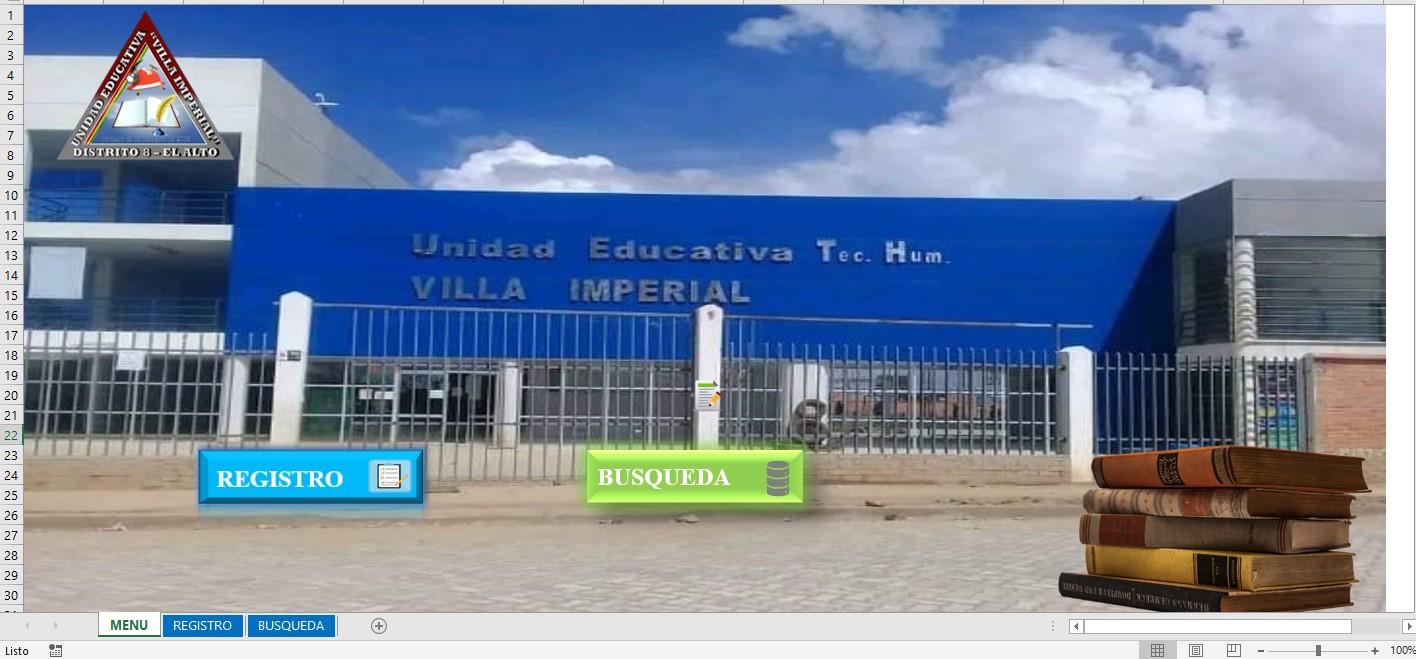 1
2
3
4
5
6
7
8
9
10
11
12
13
14
15
16
17
18
19
20
21
22
23
24
25
26
27
28
29
30
UNIDAD EDUCATIVA
"VILLA IMPERIAL"
DISTRITO 8 - EL ALTO
Unidad Educativa Tec. Hum.
VILLA IMPERIAL
REGISTRO
BUSQUEDA
MENU
REGISTRO
BUSQUEDA
Listo
100%